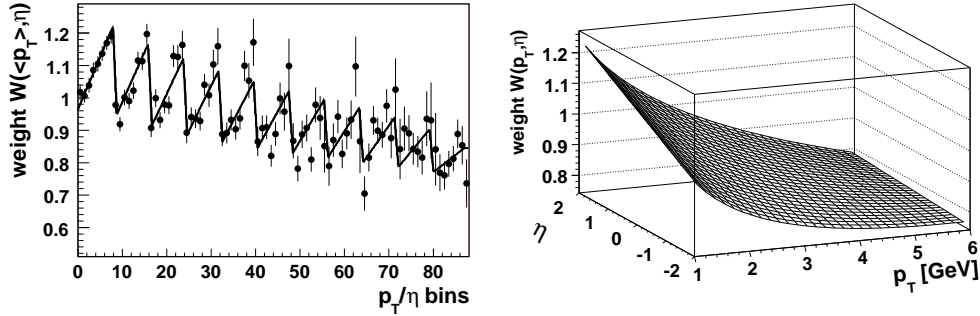 weight W(<p_T>,η)
1.2
1.1
1
0.9
0.8
0.7
0.6
0 10 20 30 40 50 60 70 80
p_T/η bins
weight W(p_T,η)
1.2
1.1
1
0.9
0.8
2
1
0
-1
-2
η
1 2 3 4 5 6
p_T [GeV]